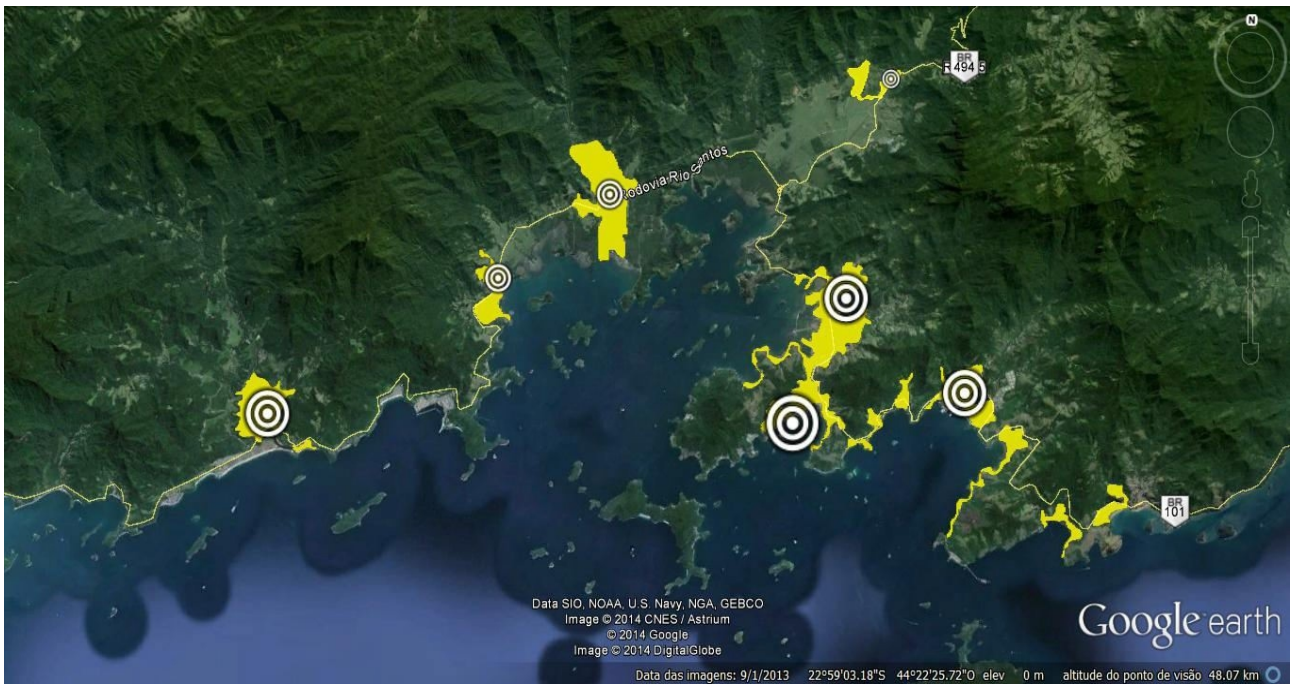 N
BR
494
BR
101
Rodovia Rio Santos
Data SIO, NOAA, U.S. Navy, NGA, GEBCO
Image © 2014 CNES / Astrium
© 2014 Google
Image © 2014 DigitalGlobe
Google earth
Data das imagens: 9/1/2013 22°59'03.18"S 44°22'25.72"O elev 0 m altitude do ponto de visão 48.07 km